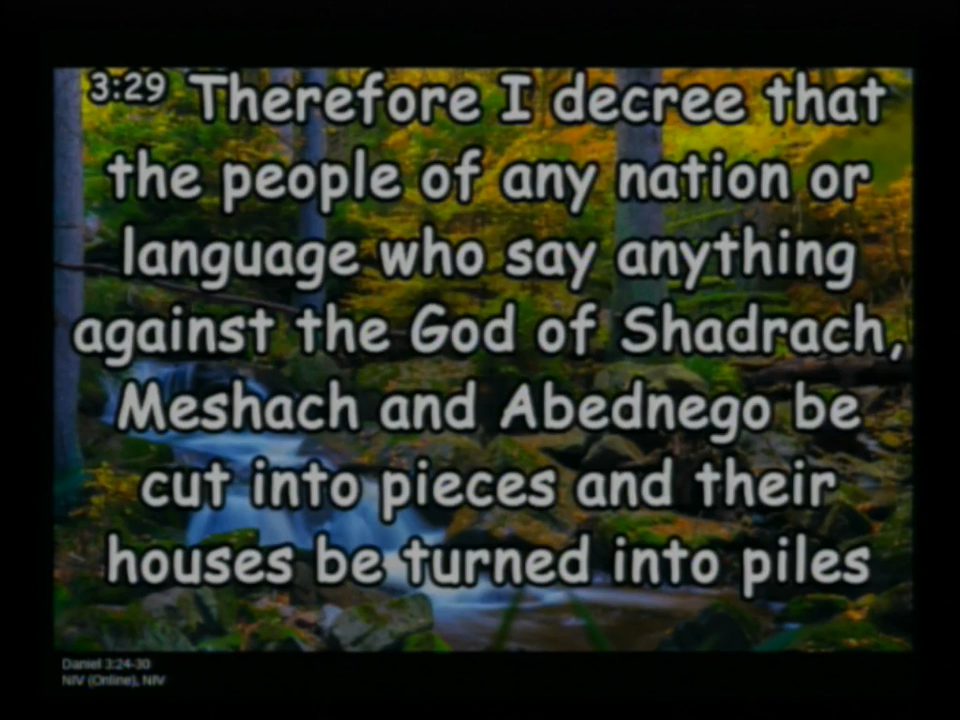 3:29 Therefore I decree that
the people of any nation or
language who say anything
against the God of Shadrach,
Meshach and Abednego be
cut into pieces and their
houses be turned into piles
Daniel 3:24-30
NIV (Online), NIV